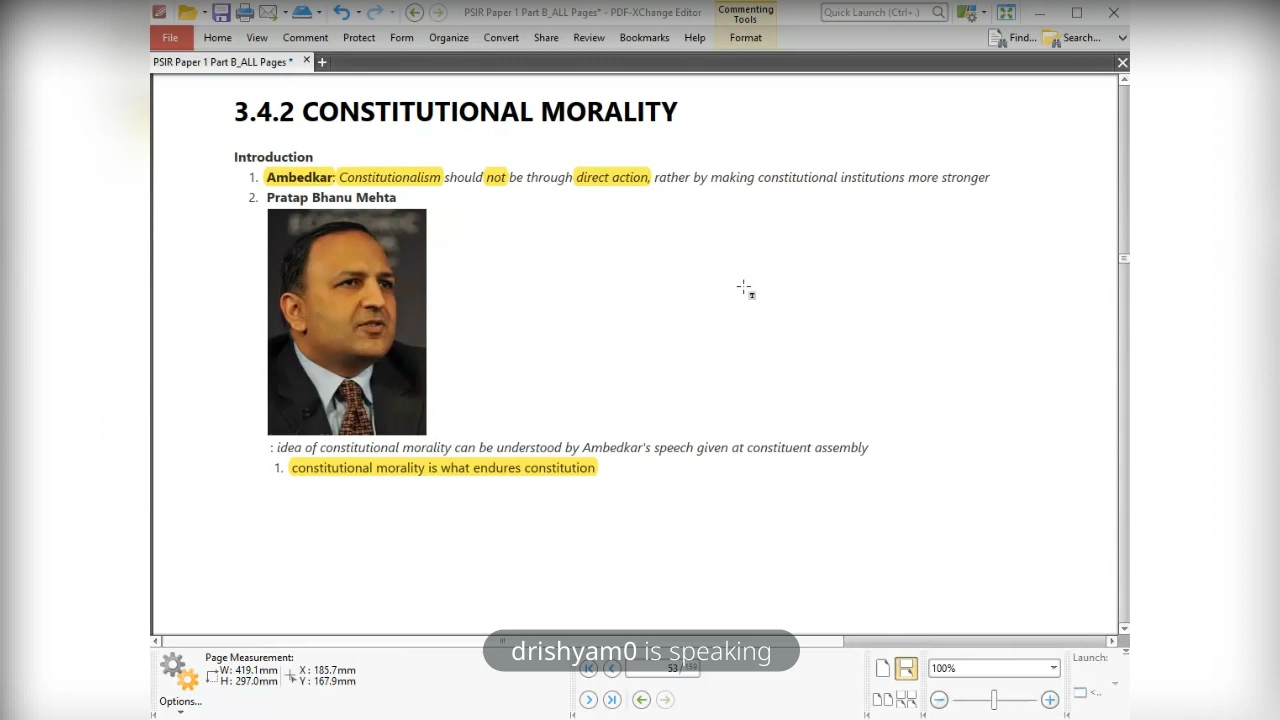 PSIR Paper 1 Part B_ALL Pages* - PDF-XChange Editor
Commenting Tools
Quick Launch (Ctrl+.)
File Home View Comment Protect Form Organize Convert Share Review Bookmarks Help Format Find... Search...
PSIR Paper 1 Part B_ALL Pages *
3.4.2 CONSTITUTIONAL MORALITY
Introduction
1. Ambedkar: Constitutionalism should not be through direct action, rather by making constitutional institutions more stronger
2. Pratap Bhanu Mehta
: idea of constitutional morality can be understood by Ambedkar's speech given at constituent assembly
1. constitutional morality is what endures constitution
drishyam0 is speaking
Page Measurement:
W: 419.1mm X: 185.7mm
H: 297.0mm Y: 167.9mm
Options...
53
100%
Launch: